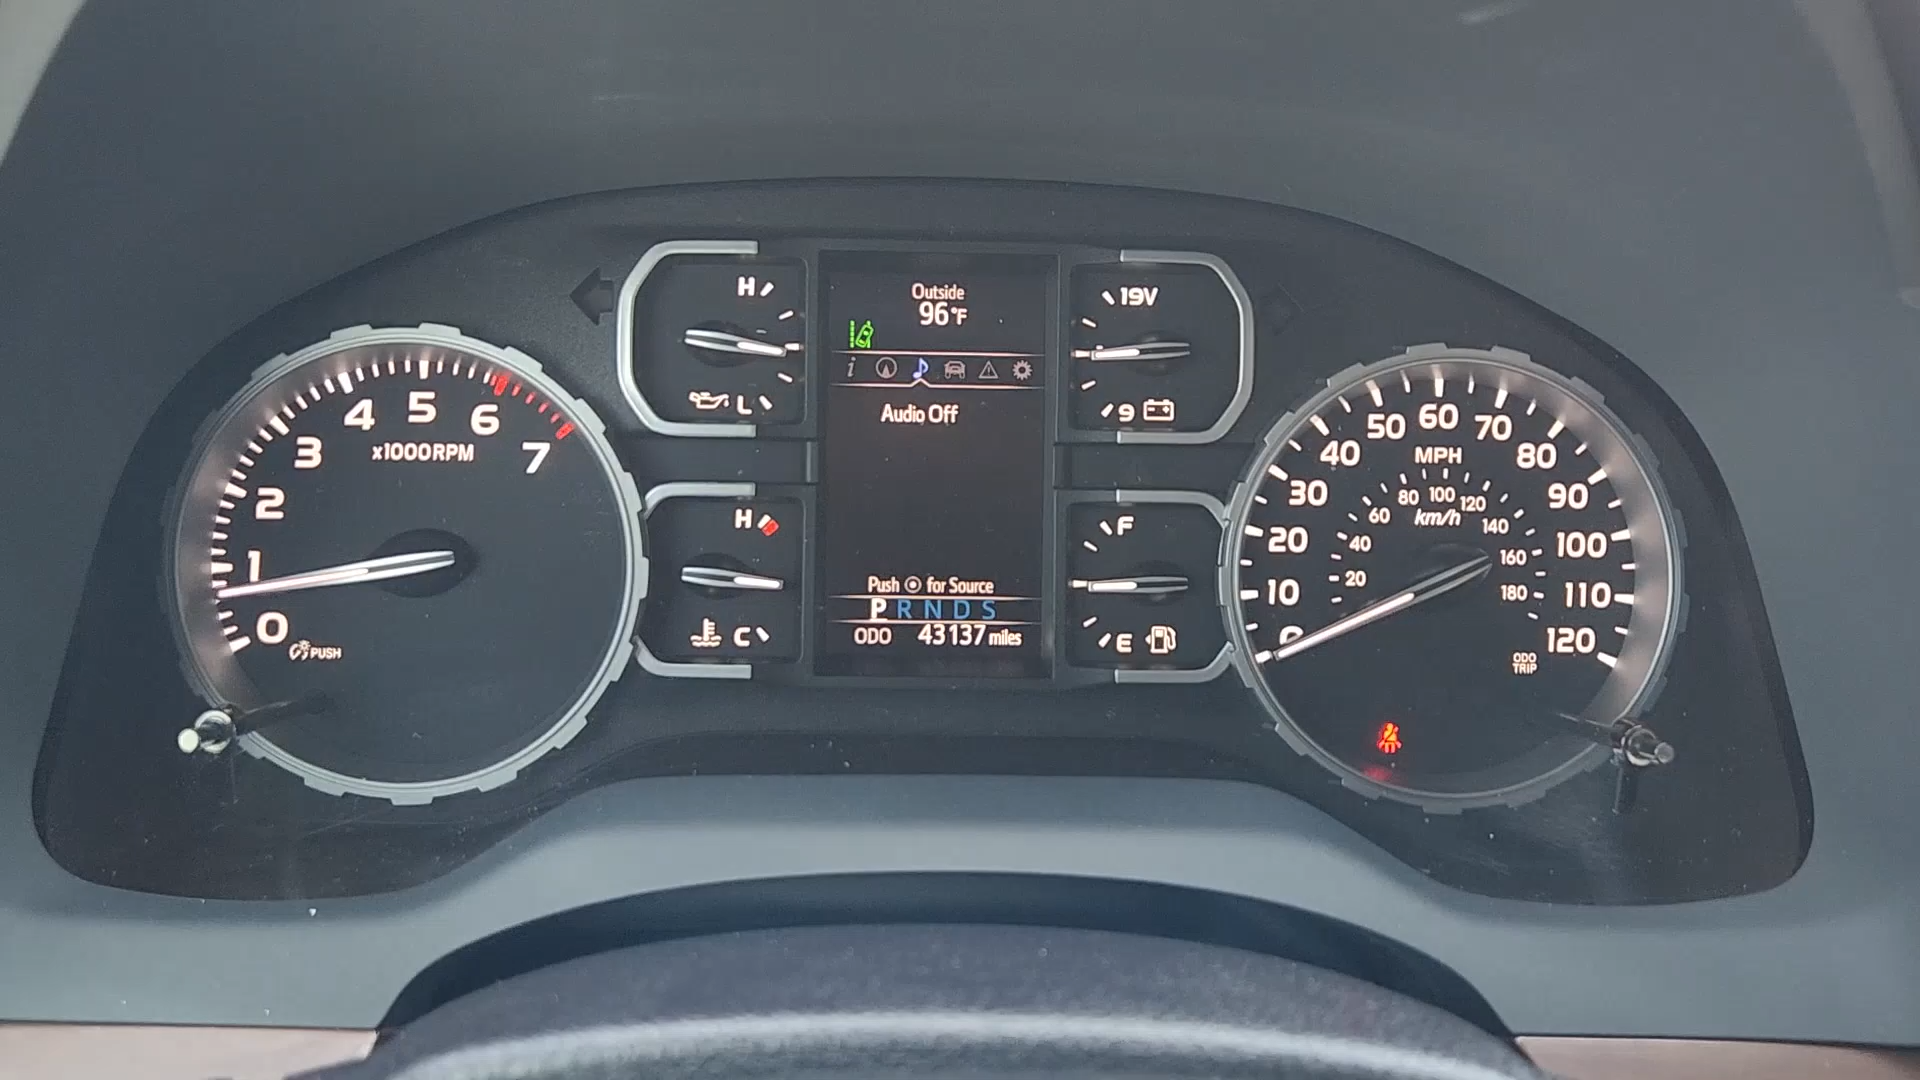 0
1
2
3
4
5
6
7
x1000RPM
PUSH
H
L
H
C
Outside
96°F
i
Audio Off
Push for Source
P R N D S
ODO 43137 miles
19V
9
F
E
0
10
20
30
40
50
60
70
80
90
100
110
120
MPH
20
40
60
80
100
120
140
160
180
km/h
ODO
TRIP